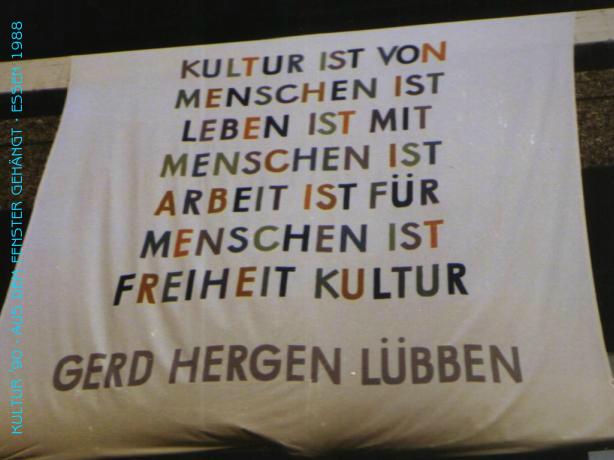 KULTUR IST VON
MENSCHEN IST
LEBEN IST MIT
MENSCHEN IST
ARBEIT IST FÜR
MENSCHEN IST
FREIHEIT KULTUR
GERD HERGEN LÜBBEN
KULTUR '90 · AUS DEM FENSTER GEHÄNGT · ESSEN 1988